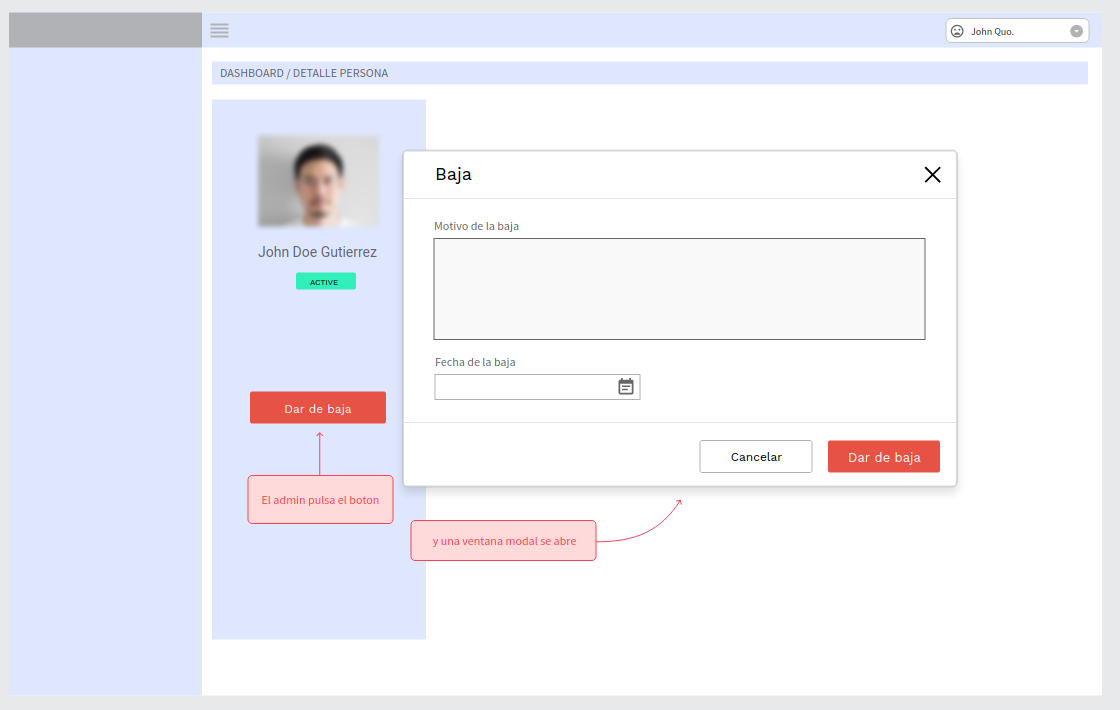 John Quo.
DASHBOARD / DETALLE PERSONA
John Doe Gutierrez
ACTIVE
Dar de baja
El admin pulsa el boton
Baja
Motivo de la baja
Fecha de la baja
Cancelar
Dar de baja
y una ventana modal se abre